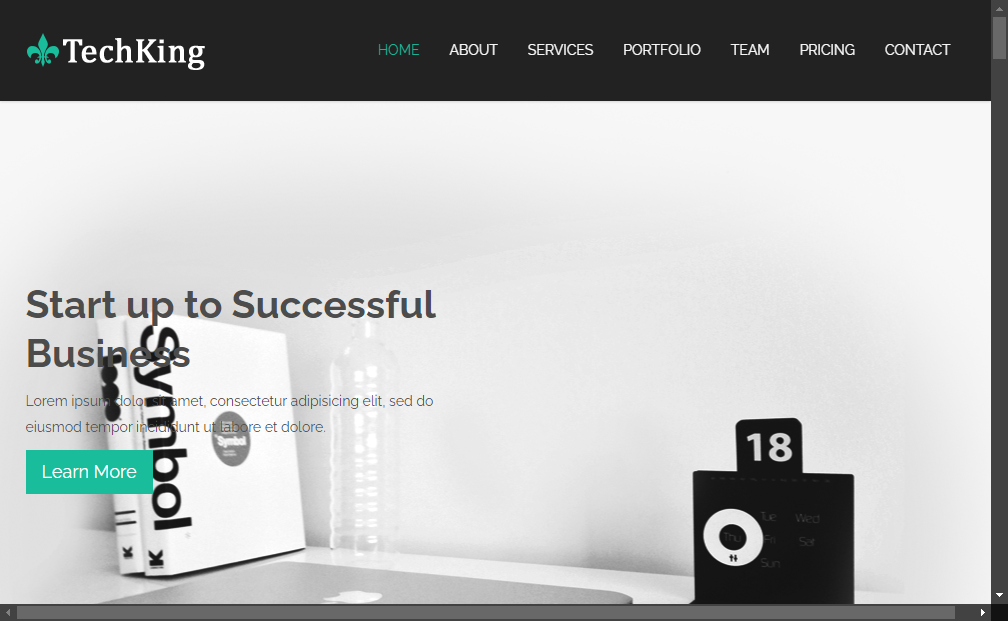 TechKing
HOME ABOUT SERVICES PORTFOLIO TEAM PRICING CONTACT
Start up to Successful
Business
Lorem ipsum dolor sit amet, consectetur adipisicing elit, sed do
eiusmod tempor incididunt ut labore et dolore.
Learn More
Symbol
Symbol
K
K
18
Tue Wed
Thu Fri Sat
Sun